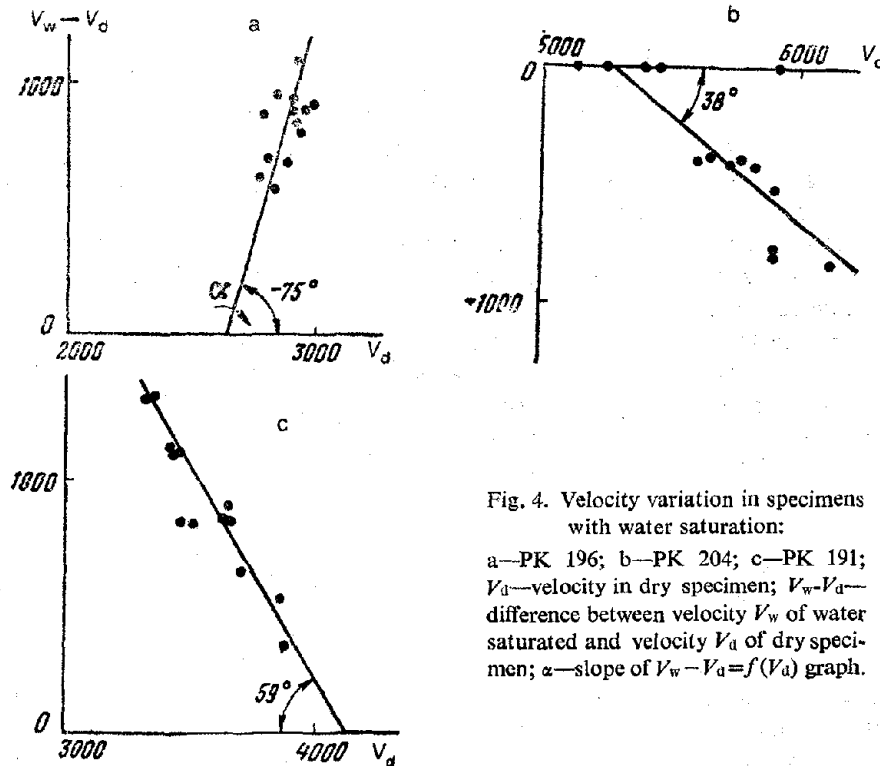 V_w – V_d
a
1000
0
α
-75°
2000
3000
V_d
b
5000
6000
V_d
0
38°
-1000
c
1000
0
59°
3000
4000
V_d
Fig. 4. Velocity variation in specimens
with water saturation:
a—PK 196; b—PK 204; c—PK 191;
V_d—velocity in dry specimen; V_w-V_d—
difference between velocity V_w of water
saturated and velocity V_d of dry speci-
men; α—slope of V_w – V_d=f(V_d) graph.